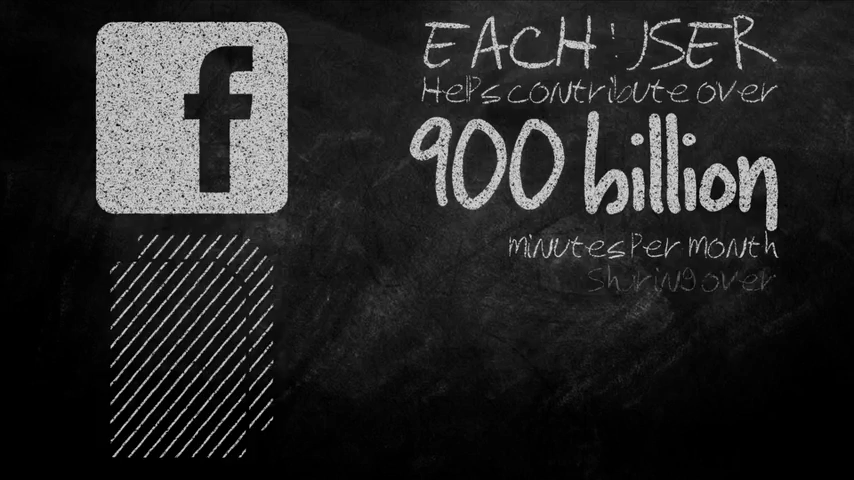 f
EACH USER
Helps contribute over
900 billion
minutes Per month
Sharing over